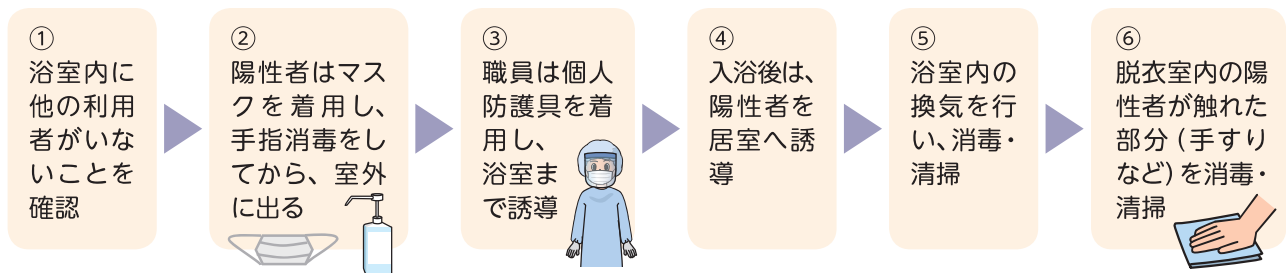 ①
浴室内に
他の利用
者がいな
いことを
確認
②
陽性者はマス
クを着用し、
手指消毒をし
てから、室外
に出る
③
職員は個人
防護具を着
用し、
浴室ま
で誘導
④
入浴後は、
陽性者を
居室へ誘
導
⑤
浴室内の
換気を行
い、消毒・
清掃
⑥
脱衣室内の陽
性者が触れた
部分(手すり
など)を消毒・
清掃